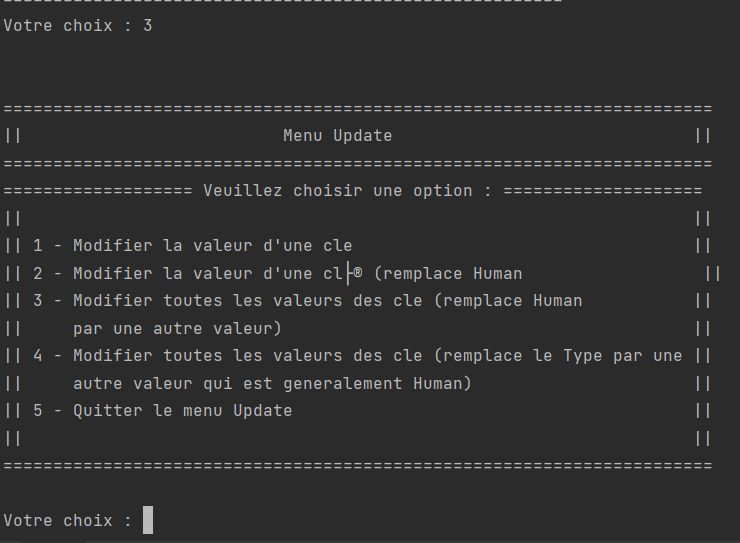 ==========================================================
Votre choix : 3
=======================================================================
||                          Menu Update                              ||
=======================================================================
=================== Veuillez choisir une option : ====================
||                                                                   ||
|| 1 - Modifier la valeur d'une cle                                  ||
|| 2 - Modifier la valeur d'une cl├® (remplace Human                  ||
|| 3 - Modifier toutes les valeurs des cle (remplace Human           ||
||     par une autre valeur)                                         ||
|| 4 - Modifier toutes les valeurs des cle (remplace le Type par une ||
||     autre valeur qui est generalement Human)                      ||
|| 5 - Quitter le menu Update                                        ||
||                                                                   ||
=======================================================================
Votre choix :